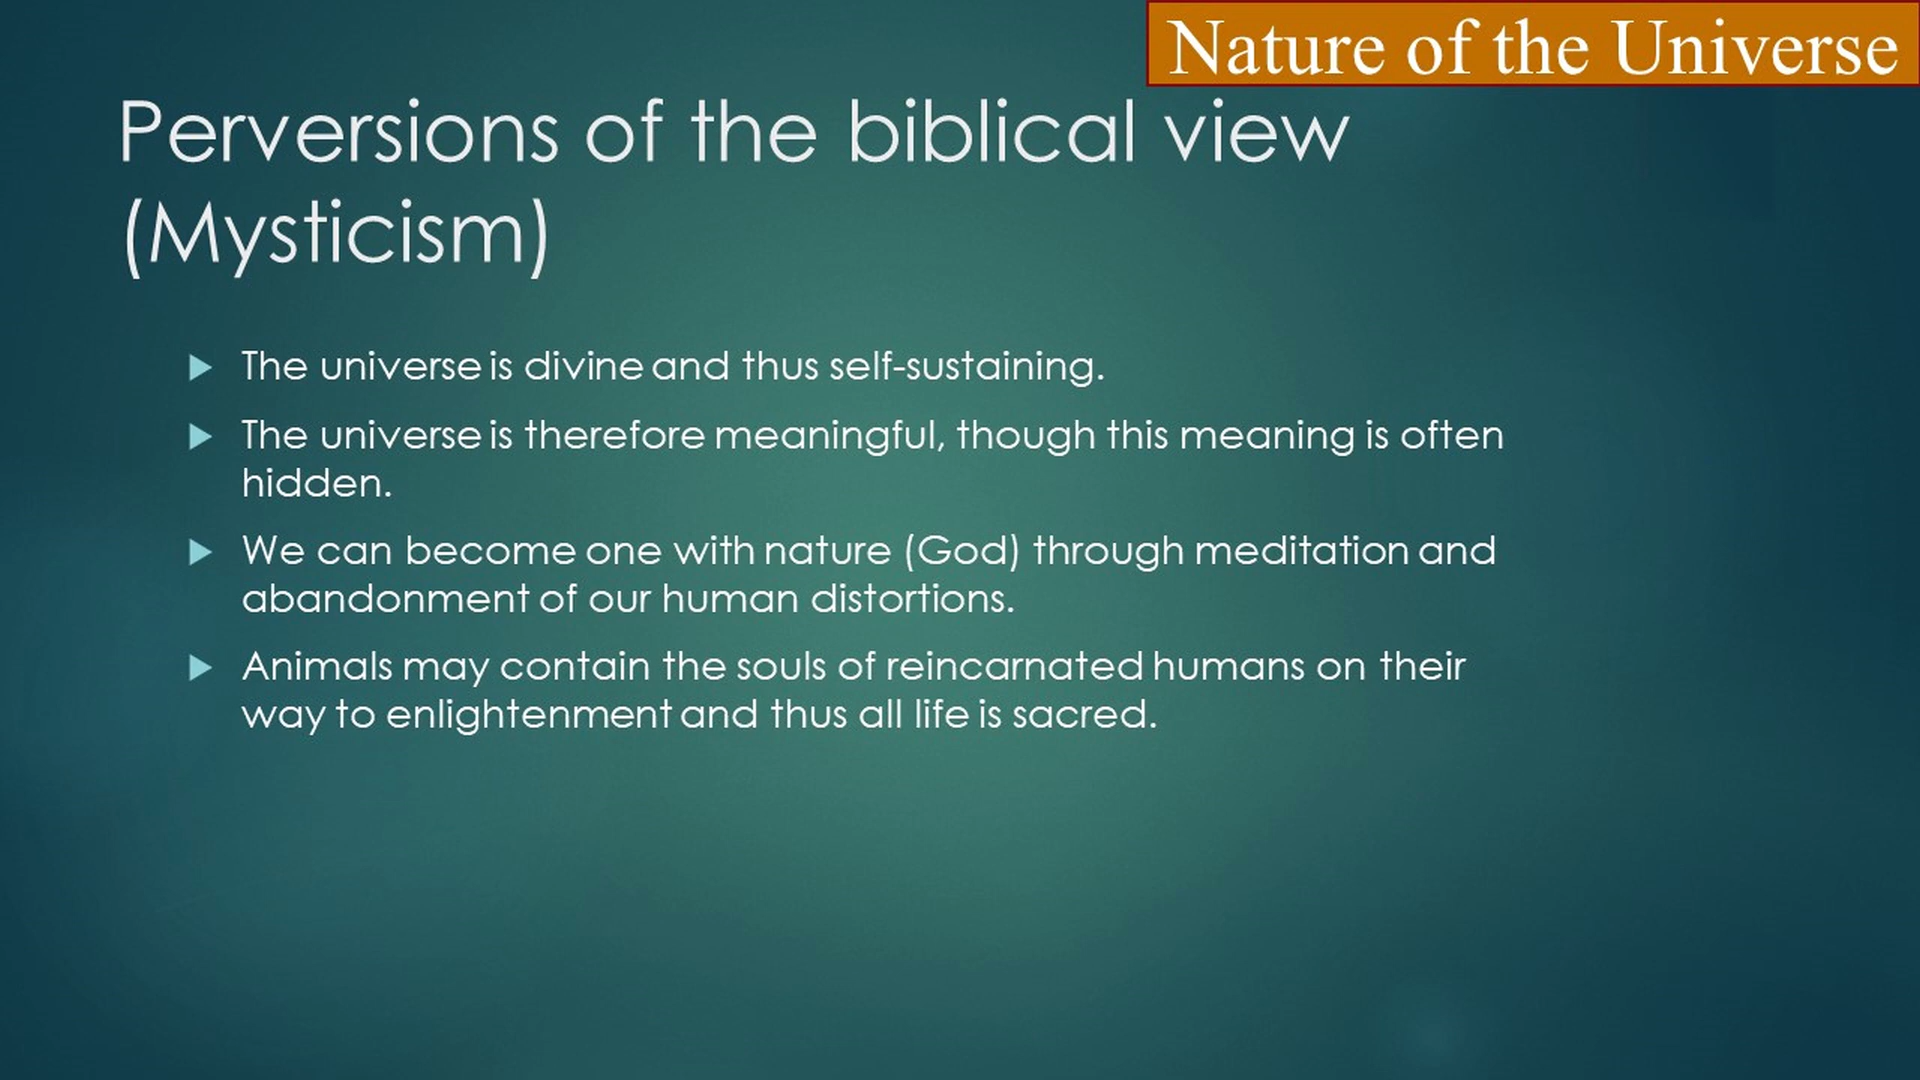 Nature of the Universe
Perversions of the biblical view
(Mysticism)
The universe is divine and thus self-sustaining.
The universe is therefore meaningful, though this meaning is often
hidden.
We can become one with nature (God) through meditation and
abandonment of our human distortions.
Animals may contain the souls of reincarnated humans on their
way to enlightenment and thus all life is sacred.